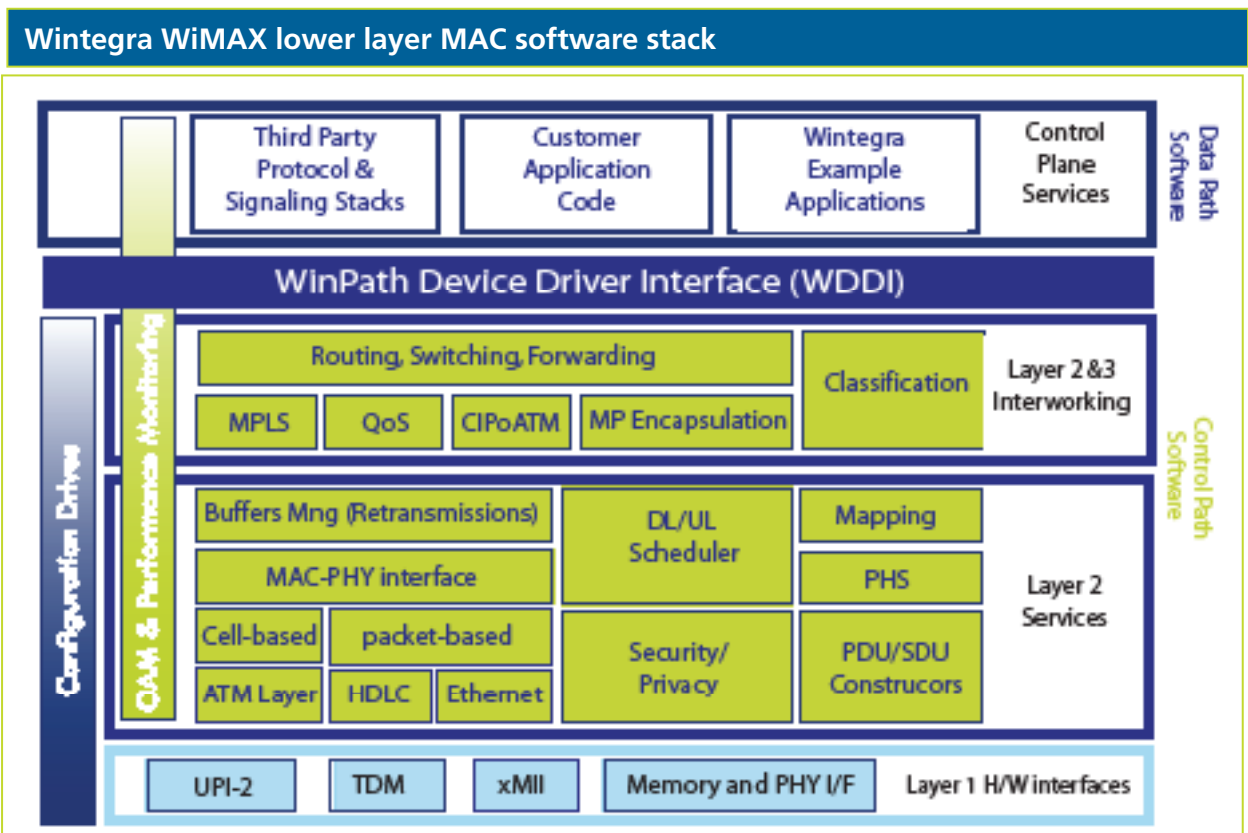 Wintegra WiMAX lower layer MAC software stack
Third Party
Protocol &
Signaling Stacks
Customer
Application
Code
Wintegra
Example
Applications
Control
Plane
Services
Data Path
Software
WinPath Device Driver Interface (WDDI)
Configuration Drives
OAM & Performance Monitoring
Routing, Switching, Forwarding
MPLS
QoS
CIPoATM
MP Encapsulation
Classification
Layer 2 &3
Interworking
Control Path
Software
Buffers Mng (Retransmissions)
MAC-PHY interface
Cell-based
packet-based
ATM Layer
HDLC
Ethernet
DL/UL
Scheduler
Security/
Privacy
Mapping
PHS
PDU/SDU
Construcors
Layer 2
Services
UPI-2
TDM
xMII
Memory and PHY I/F
Layer 1 H/W interfaces